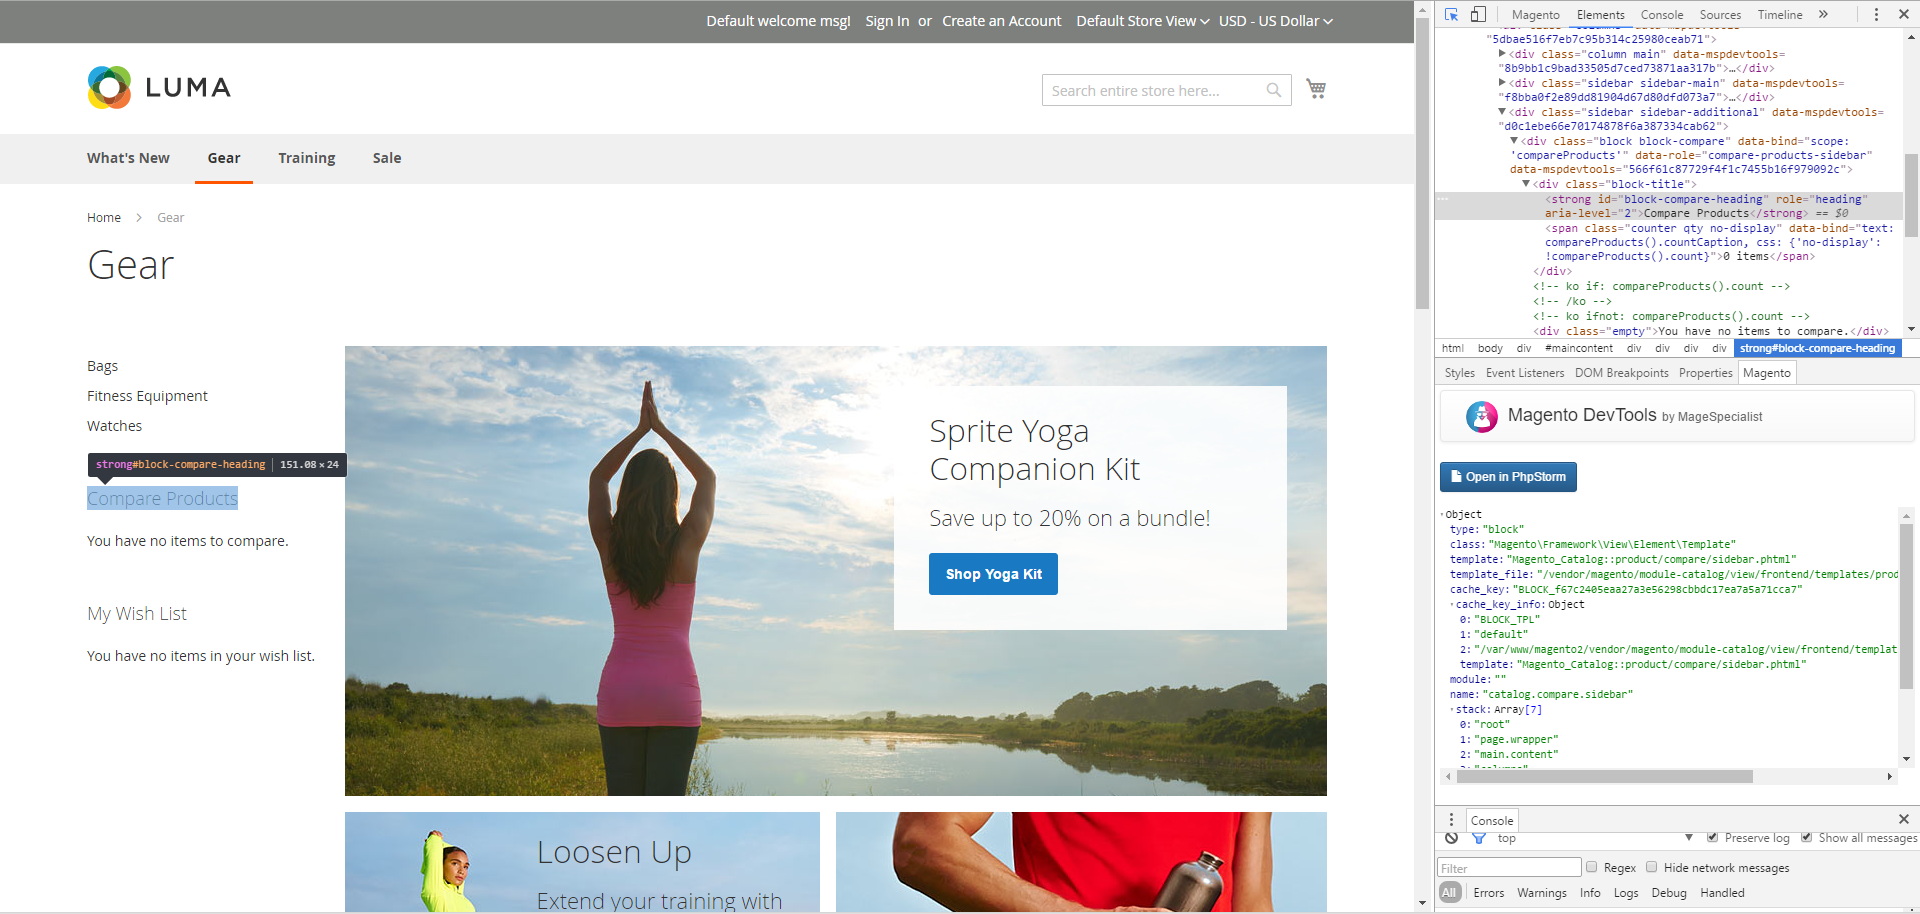 Default welcome msg! Sign In or Create an Account Default Store View USD - US Dollar
LUMA
Search entire store here...
What's New Gear Training Sale
Home Gear
Gear
Bags
Fitness Equipment
Watches
strong#block-compare-heading 151.08 × 24
Compare Products
You have no items to compare.
My Wish List
You have no items in your wish list.
Sprite Yoga
Companion Kit
Save up to 20% on a bundle!
Shop Yoga Kit
Loosen Up
Extend your training with
Magento Elements Console Sources Timeline »
"5dbae516f7eb7c95b314c25980ceab71">
<div class="column main" data-mspdevtools=
"8b9bb1c9bad33505d7ced73871aa317b">…</div>
<div class="sidebar sidebar-main" data-mspdevtools=
"f8bba0f2e89dd81904d67d80dfd073a7">…</div>
<div class="sidebar sidebar-additional" data-mspdevtools=
"d0c1ebe66e70174878f6a387334cab62">
<div class="block block-compare" data-bind="scope:
'compareProducts'" data-role="compare-products-sidebar"
data-mspdevtools="566f61c87729f4f1c7455b16f979092c">
<div class="block-title">
<strong id="block-compare-heading" role="heading"
aria-level="2">Compare Products</strong> == $0
<span class="counter qty no-display" data-bind="text:
compareProducts().countCaption, css: {'no-display':
!compareProducts().count}">0 items</span>
</div>
<!-- ko if: compareProducts().count -->
<!-- /ko -->
<!-- ko ifnot: compareProducts().count -->
<div class="empty">You have no items to compare.</div>
html body div #maincontent div div div div strong#block-compare-heading
Styles Event Listeners DOM Breakpoints Properties Magento
Magento DevTools by MageSpecialist
Open in PhpStorm
Object
type:"block"
class:"Magento\Framework\View\Element\Template"
template:"Magento_Catalog::product/compare/sidebar.phtml"
template_file:"/vendor/magento/module-catalog/view/frontend/templates/prod
cache_key:"BLOCK_f67c2405eaa27a3e56298cbbdc17ea7a5a71cca7"
cache_key_info:Object
0:"BLOCK_TPL"
1:"default"
2:"/var/www/magento2/vendor/magento/module-catalog/view/frontend/templat
template:"Magento_Catalog::product/compare/sidebar.phtml"
module:""
name:"catalog.compare.sidebar"
stack:Array[7]
0:"root"
1:"page.wrapper"
2:"main.content"
Console
top Preserve log Show all messages
Filter Regex Hide network messages
All Errors Warnings Info Logs Debug Handled